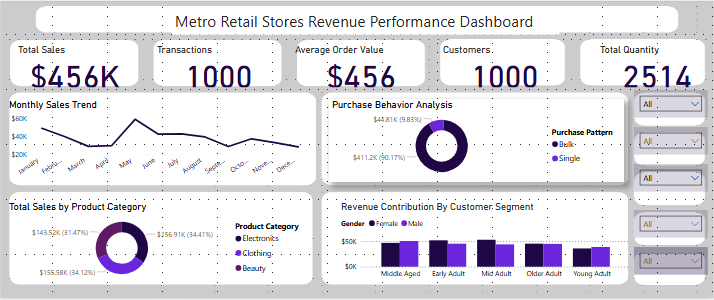 Metro Retail Stores Revenue Performance Dashboard
Total Sales
$456K
Transactions
1000
Average Order Value
$456
Customers
1000
Total Quantity
2514
Monthly Sales Trend
$60K
$40K
$20K
January
Febru...
March
April
May
June
July
August
Septe...
Octo...
Nove...
Dece...
Purchase Behavior Analysis
$44.81K (9.83%)
$411.2K (90.17%)
Purchase Pattern
Bulk
Single
All
All
All
All
All
Total Sales by Product Category
$143.52K (31.47%)
$156.91K (34.41%)
$155.58K (34.12%)
Product Category
Electronics
Clothing
Beauty
Revenue Contribution By Customer Segment
Gender Female Male
$50K
$0K
Middle Aged Early Adult Mid Adult Older Adult Young Adult